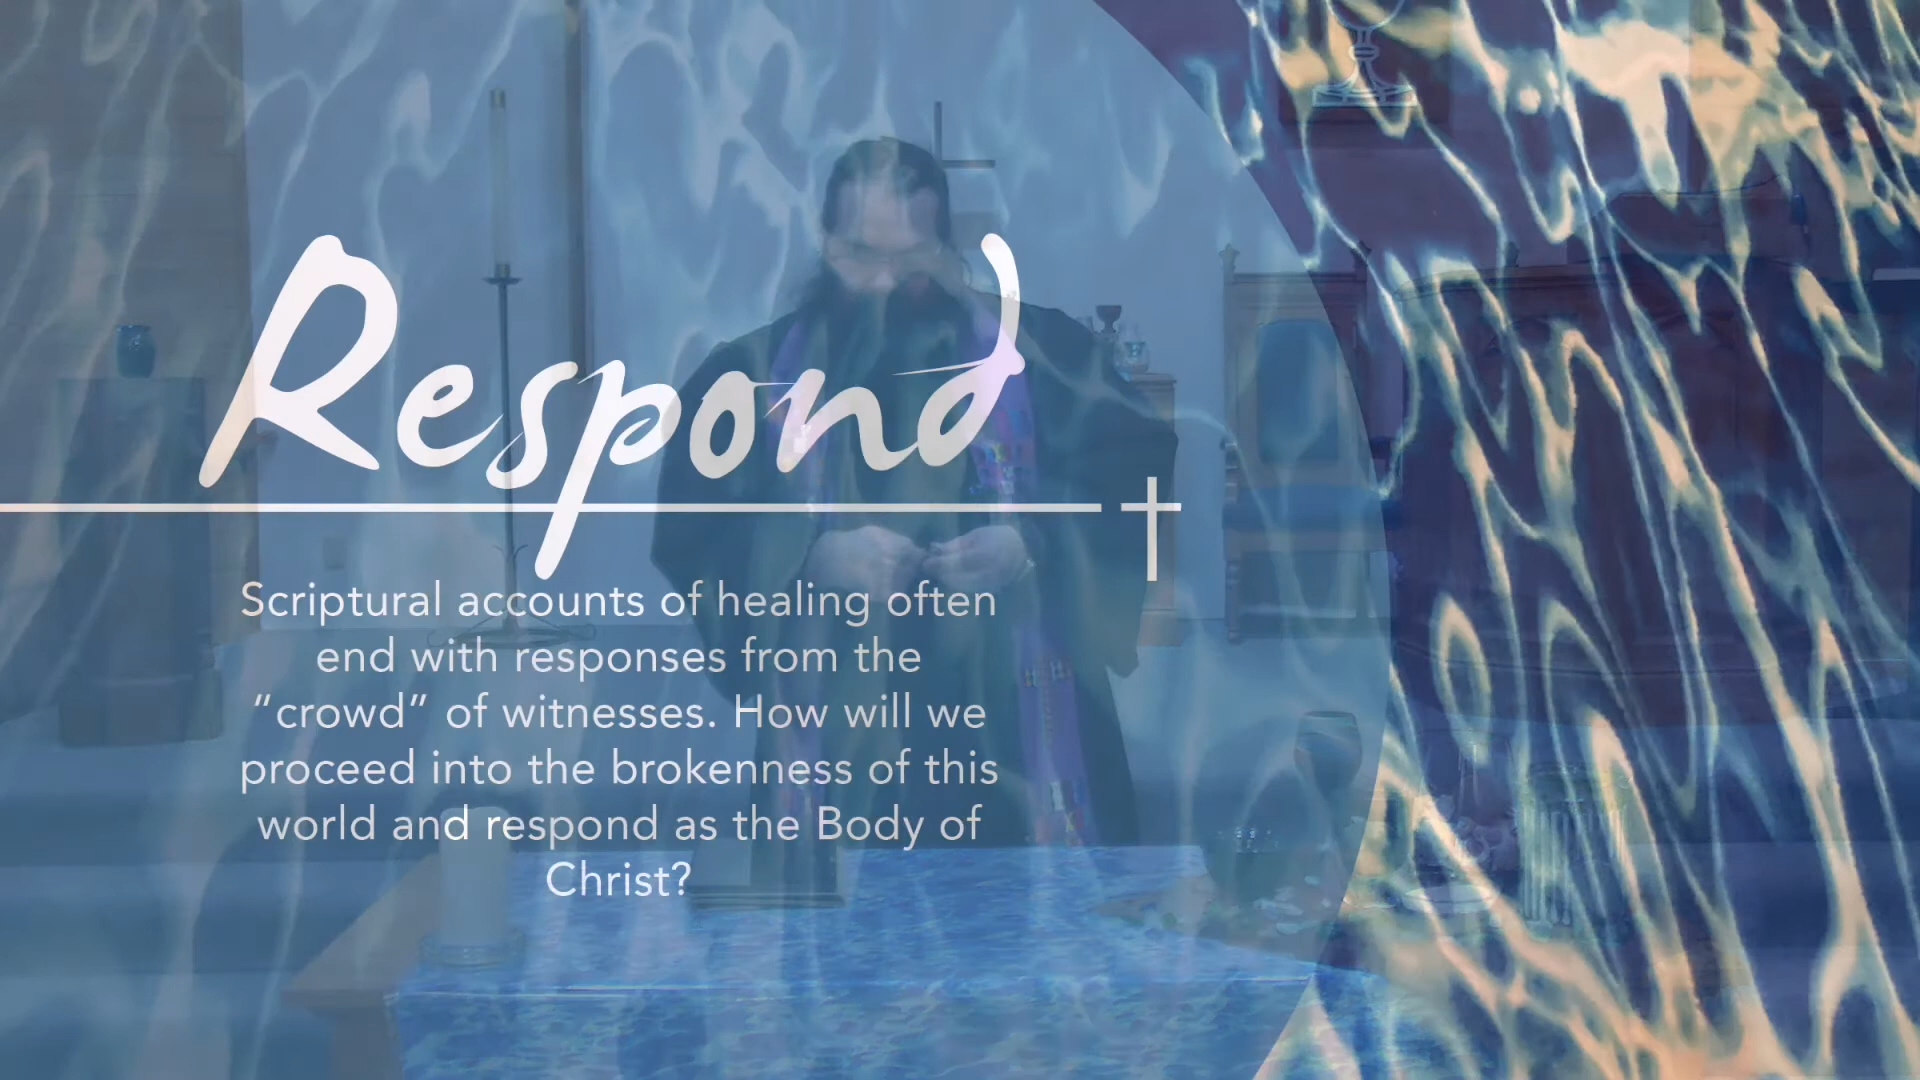 Respond
Scriptural accounts of healing often
end with responses from the
“crowd” of witnesses. How will we
proceed into the brokenness of this
world and respond as the Body of
Christ?